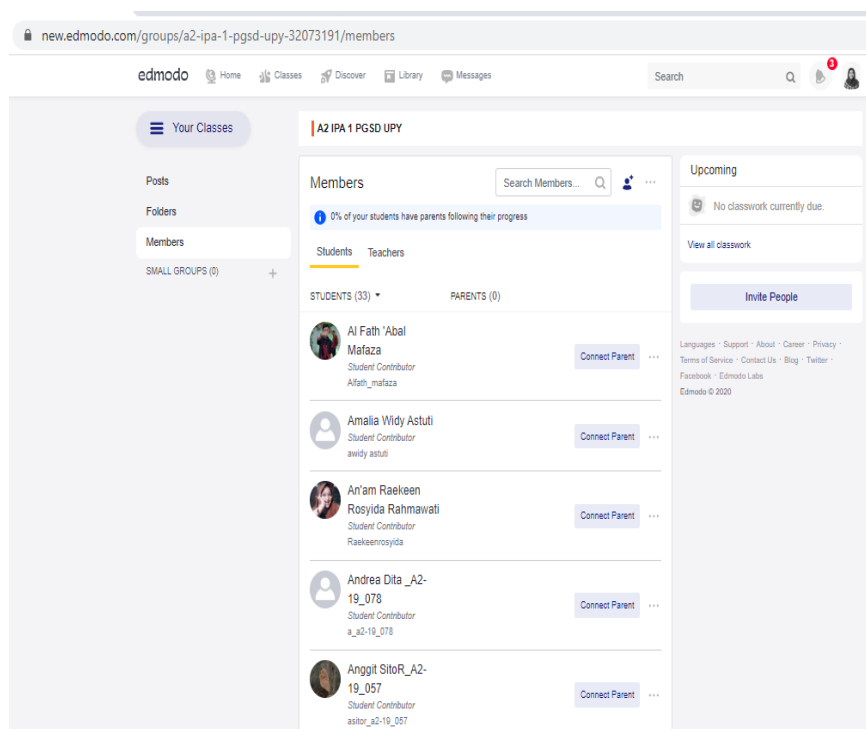 new.edmodo.com/groups/a2-ipa-1-pgsd-upy-32073191/members
edmodo Home Classes Discover Library Messages Search 3
Your Classes
A2 IPA 1 PGSD UPY
Posts
Folders
Members
SMALL GROUPS (0) +
Members
Search Members... 
0% of your students have parents following their progress
Students Teachers
STUDENTS (33) PARENTS (0)
Al Fath 'Abal
Mafaza
Student Contributor
Alfath_mafaza
Connect Parent
Amalia Widy Astuti
Student Contributor
awidy astuti
Connect Parent
An'am Raekeen
Rosyida Rahmawati
Student Contributor
Raekeenrosyida
Connect Parent
Andrea Dita _A2-
19_078
Student Contributor
a_a2-19_078
Connect Parent
Anggit SitoR_A2-
19_057
Student Contributor
asitor_a2-19_057
Connect Parent
Upcoming
No classwork currently due.
View all classwork
Invite People
Languages · Support · About · Career · Privacy ·
Terms of Service · Contact Us · Blog · Twitter ·
Facebook · Edmodo Labs
Edmodo © 2020